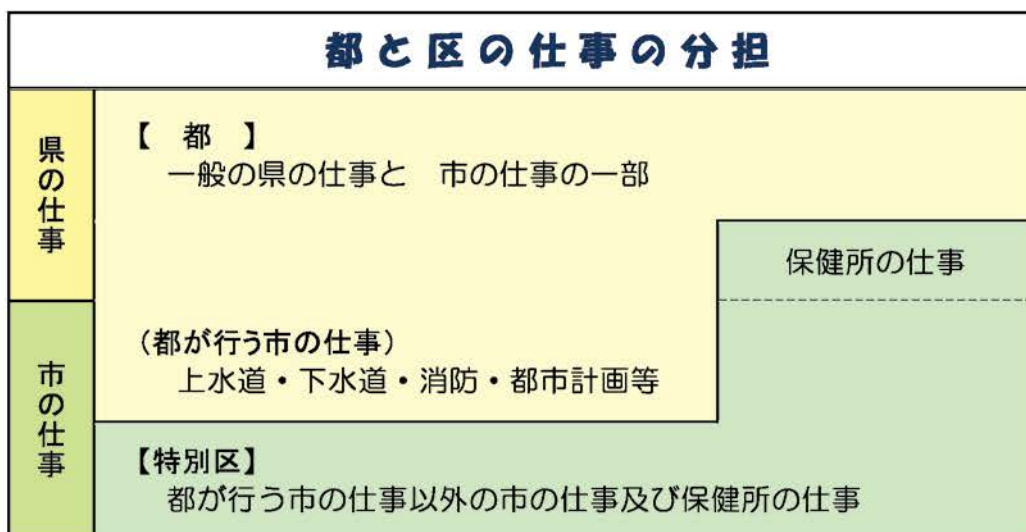 都と区の仕事の分担
県の仕事
【　都　】
一般の県の仕事と　市の仕事の一部
保健所の仕事
市の仕事
（都が行う市の仕事）
上水道・下水道・消防・都市計画等
【特別区】
都が行う市の仕事以外の市の仕事及び保健所の仕事